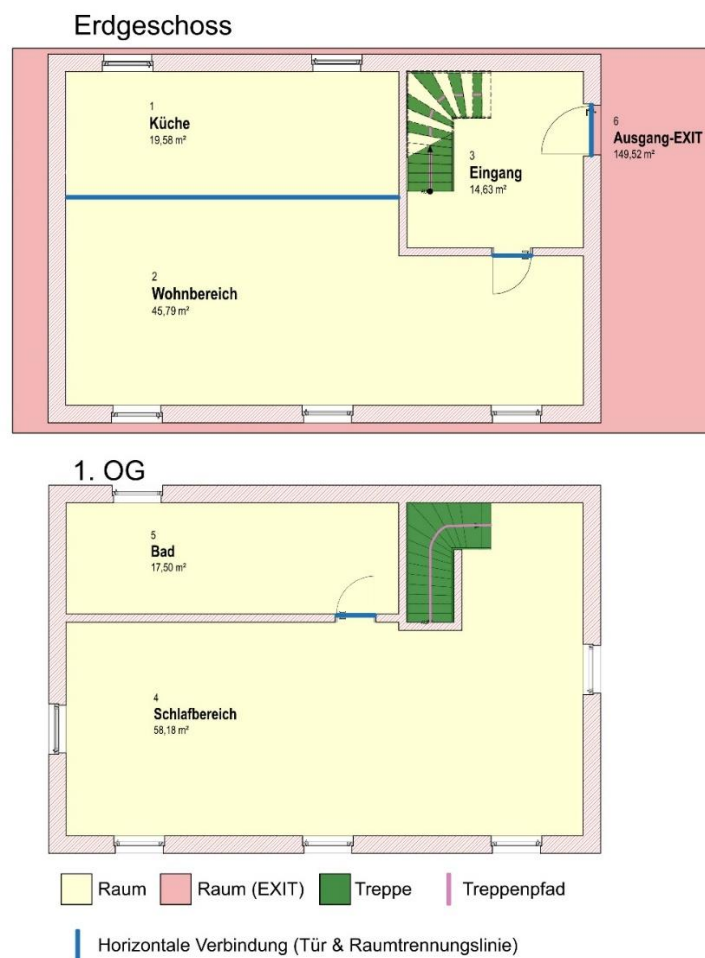 Erdgeschoss
1
Küche
19,58 m²
3
Eingang
14,63 m²
6
Ausgang-EXIT
149,52 m²
2
Wohnbereich
45,79 m²
1. OG
5
Bad
17,50 m²
4
Schlafbereich
58,18 m²
Raum
Raum (EXIT)
Treppe
Treppenpfad
Horizontale Verbindung (Tür & Raumtrennungslinie)